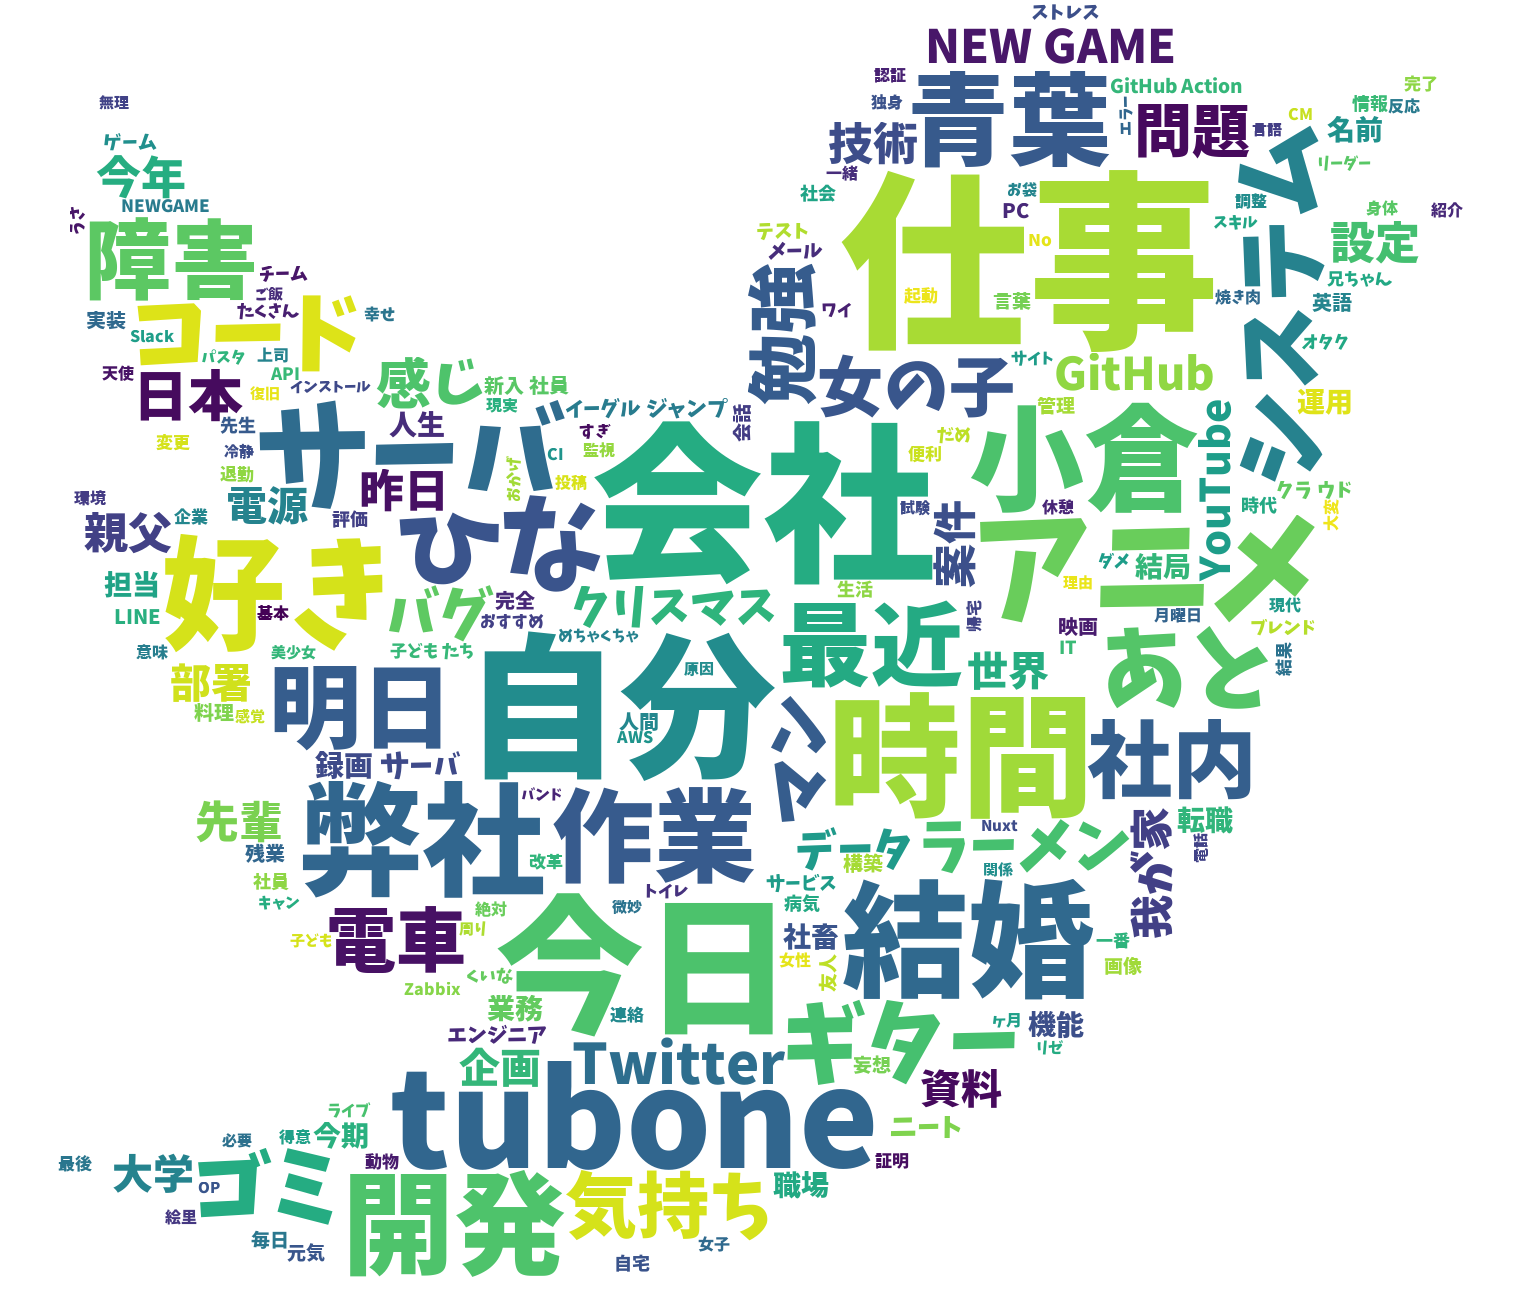 ストレス
NEW GAME
認証
青葉
GitHub Action
完了
独身
エラー
問題
情報
反応
無理
CM
技術
言語
名前
ゲーム
一緒
リーダー
今年
社会
お袋
システム
調整
NEWGAME
仕事
PC
身体
紹介
うさ
スキル
障害
テスト
No
設定
メール
チーム
勉強
兄ちゃん
ご飯
起動
言葉
焼き肉
英語
たくさん
ワイ
実装
コード
幸せ
Slack
オタク
パスタ
上司
サイト
天使
API
感じ
女の子
GitHub
日本
復旧
インストール
新入 社員
運用
現実
イーグル ジャンプ
管理
先生
人生
会話
小倉
YouTube
変更
サーバ
すぎ
だめ
冷静
監視
CI
便利
退勤
会社
環境
電源
昨日
おかげ
投稿
クラ ウド
企業
評価
ひな
試験
休憩
時代
大変
親父
案件
アニメ
好き
ダメ
結局
担当
理由
生活
LINE
基本
バグ
完全
クリスマス
現代
おすすめ
最近
帰宅
映画
月曜日
ブレンド
意味
美少女
子ども たち
めちゃくちゃ
IT
あと
結果
部署
明日
自分
原因
世界
料理
感覚
人間
AWS
マン
時間
社内
録画 サーバ
先輩
弊社
バンド
作業
Nuxt
我が家
転職
残業
改革
データ
構築
ラーメン
電話
社員
トイレ
サービス
関係
キャン
絶対
微妙
病気
結婚
子ども
電車
周り
今日
社畜
一番
くいな
女性
友人
画像
Zabbix
業務
連絡
ギター
ヶ月
機能
エンジニア
リゼ
企画
Twitter
妄想
資料
tubone
ライブ
ニート
必要
得意
今期
最後
大学
ゴミ
動物
証明
OP
開発
気持ち
職場
絵里
毎日
元気
女子
自宅